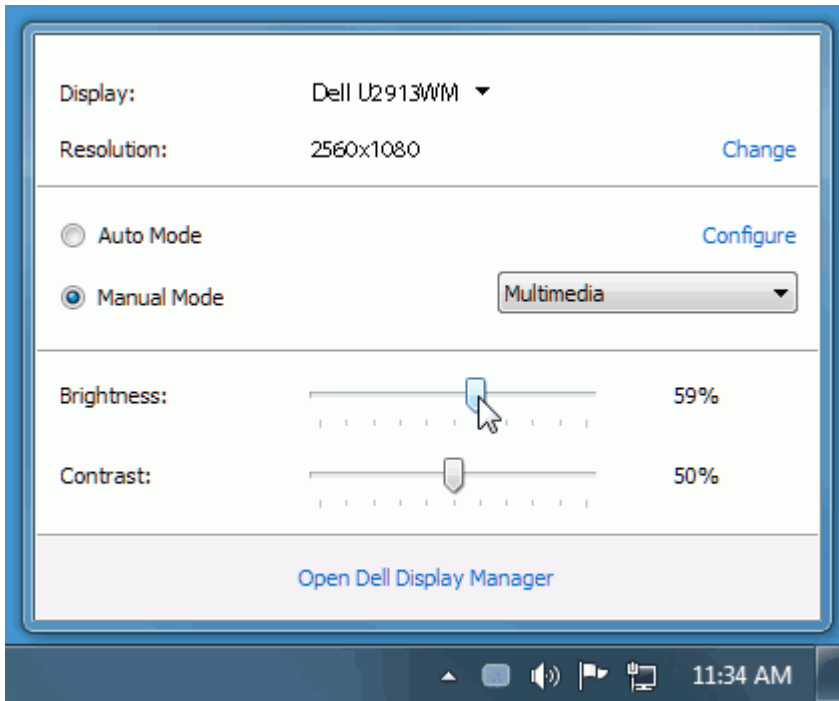 Display: Dell U2913WM
Resolution: 2560x1080 Change
Auto Mode Configure
Manual Mode Multimedia
Brightness: 59%
Contrast: 50%
Open Dell Display Manager
11:34 AM